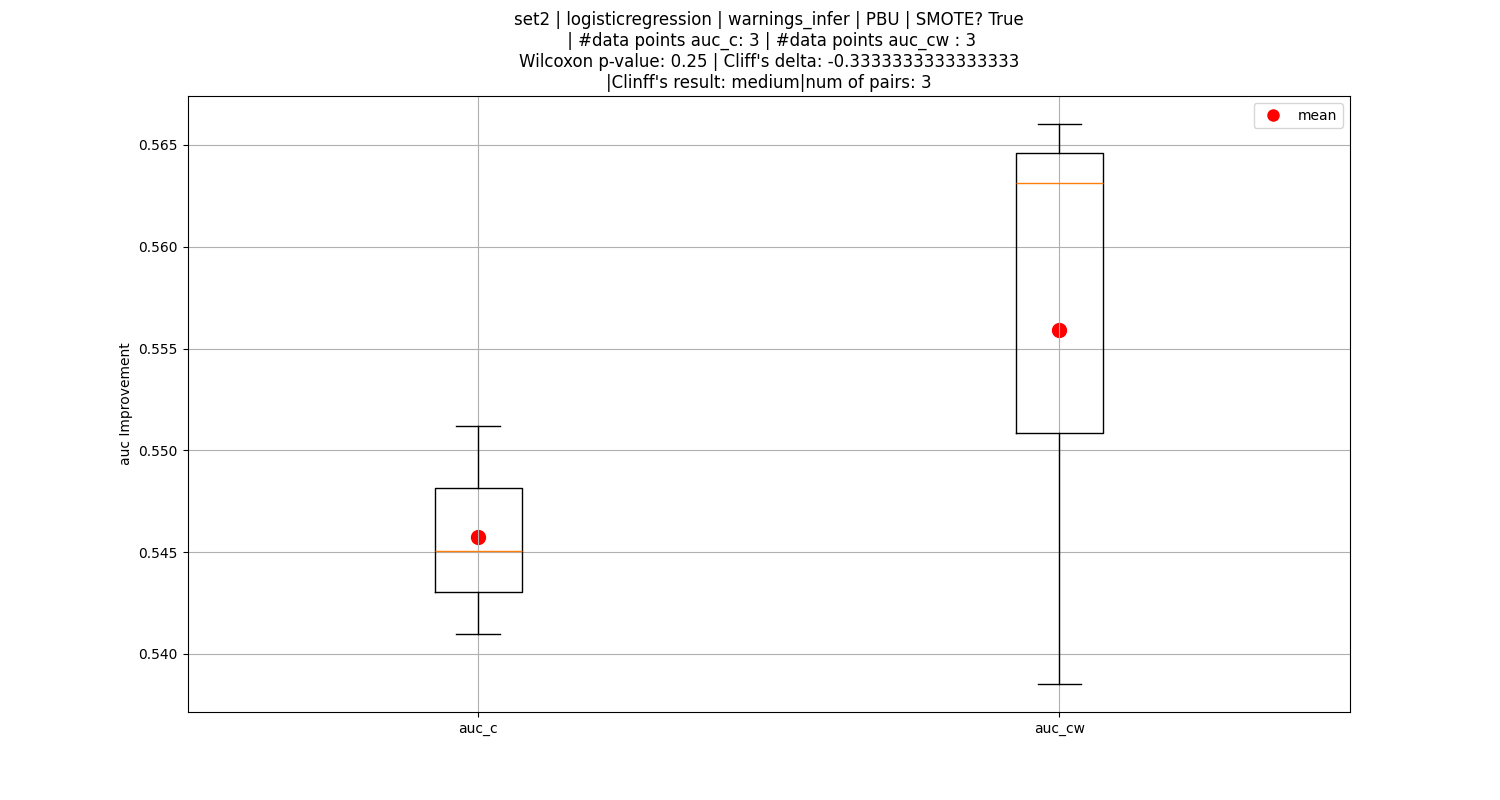 set2 | logisticregression | warnings_infer | PBU | SMOTE? True
| #data points auc_c: 3 | #data points auc_cw : 3
Wilcoxon p-value: 0.25 | Cliff's delta: -0.3333333333333333
|Clinff's result: medium|num of pairs: 3
mean
0.565
0.560
0.555
0.550
0.545
0.540
auc Improvement
auc_c
auc_cw